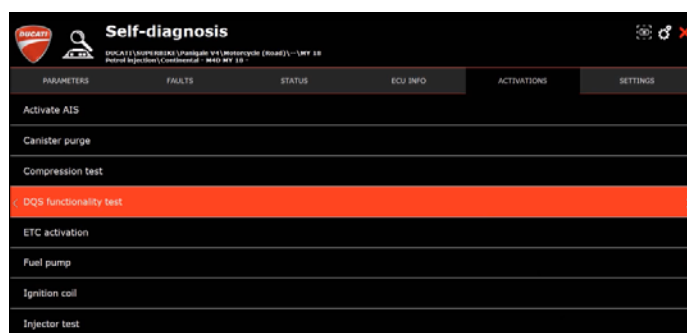 DUCATI
Self-diagnosis
DUCATI\SUPERBIKE\Panigale V4\Motorcycle (Road)\--\MY 18
Petrol Injection\Continental - M4D MY 18 -
PARAMETERS FAULTS STATUS ECU INFO ACTIVATIONS SETTINGS
Activate AIS
Canister purge
Compression test
DQS functionality test
ETC activation
Fuel pump
Ignition coil
Injector test